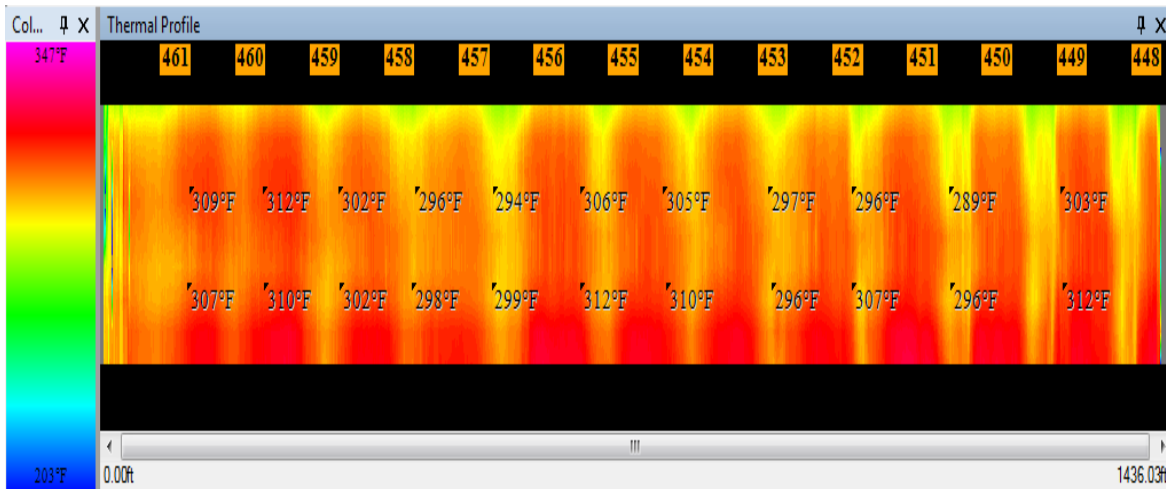 Col... Thermal Profile
347°F
461 460 459 458 457 456 455 454 453 452 451 450 449 448
309°F 312°F 302°F 296°F 294°F 306°F 305°F 297°F 296°F 289°F 303°F
307°F 310°F 302°F 298°F 299°F 312°F 310°F 296°F 307°F 296°F 312°F
203°F 0.00ft 1436.03ft